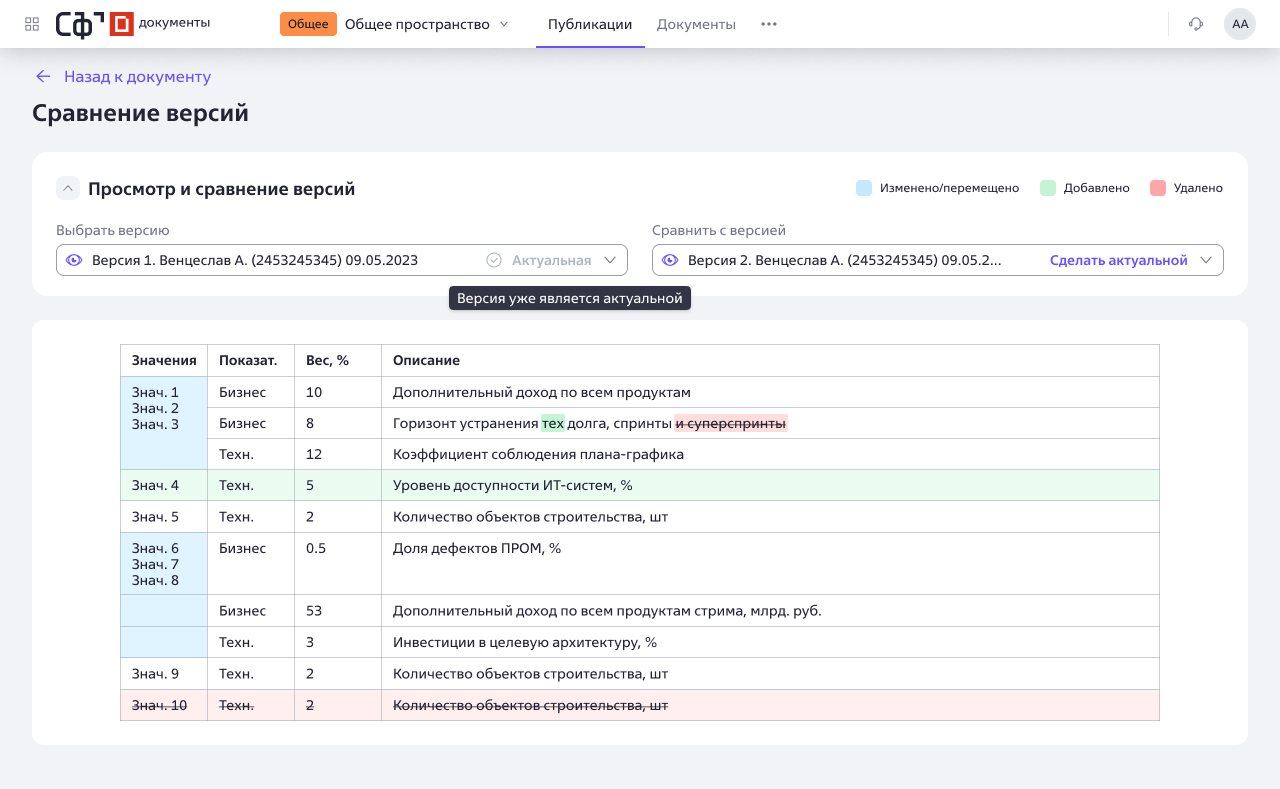 Сф документы
Общее
Общее пространство
Публикации
Документы
АА
Назад к документу
Сравнение версий
Просмотр и сравнение версий
Изменено/перемещено
Добавлено
Удалено
Выбрать версию
Сравнить с версией
Версия 1. Венцеслав А. (2453245345) 09.05.2023
Актуальная
Версия 2. Венцеслав А. (2453245345) 09.05.2...
Сделать актуальной
Версия уже является актуальной
Значения Показат. Вес, % Описание
Знач. 1 Бизнес 10 Дополнительный доход по всем продуктам
Знач. 2
Знач. 3 Бизнес 8 Горизонт устранения тех долга, спринты и суперспринты
Техн. 12 Коэффициент соблюдения плана-графика
Знач. 4 Техн. 5 Уровень доступности ИТ-систем, %
Знач. 5 Техн. 2 Количество объектов строительства, шт
Знач. 6 Бизнес 0.5 Доля дефектов ПРОМ, %
Знач. 7
Знач. 8
Бизнес 53 Дополнительный доход по всем продуктам стрима, млрд. руб.
Техн. 3 Инвестиции в целевую архитектуру, %
Знач. 9 Техн. 2 Количество объектов строительства, шт
Знач. 10 Техн. 2 Количество объектов строительства, шт